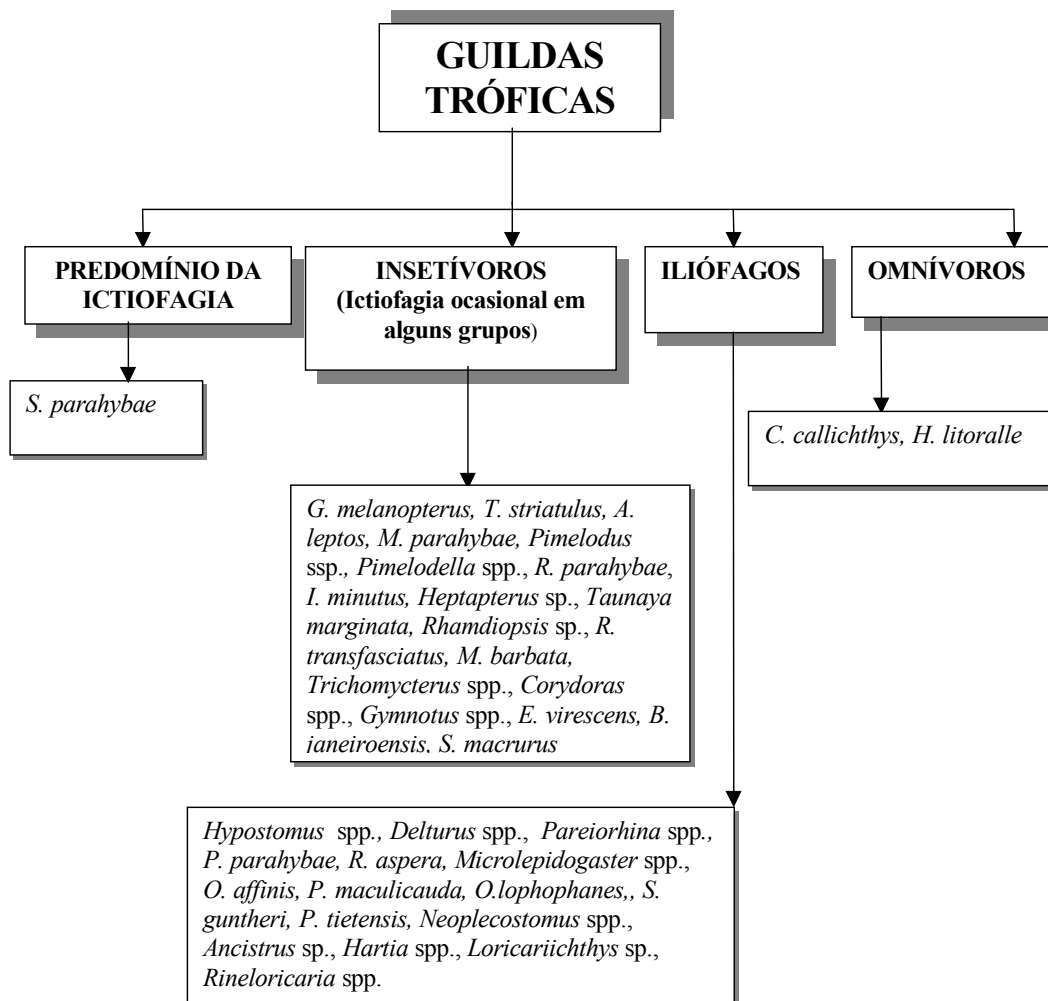 GUILDAS
TRÓFICAS
PREDOMÍNIO DA
ICTIOFAGIA
INSETÍVOROS
(Ictiofagia ocasional em
alguns grupos)
ILIÓFAGOS
OMNÍVOROS
S. parahybae
C. callichthys, H. litoralle
G. melanopterus, T. striatulus, A.
leptos, M. parahybae, Pimelodus
ssp., Pimelodella spp., R. parahybae,
I. minutus, Heptapterus sp., Taunaya
marginata, Rhamdiopsis sp., R.
transfasciatus, M. barbata,
Trichomycterus spp., Corydoras
spp., Gymnotus spp., E. virescens, B.
janeiroensis, S. macrurus
Hypostomus spp., Delturus spp., Pareiorhina spp.,
P. parahybae, R. aspera, Microlepidogaster spp.,
O. affinis, P. maculicauda, O.lophophanes,, S.
guntheri, P. tietensis, Neoplecostomus spp.,
Ancistrus sp., Hartia spp., Loricariichthys sp.,
Rineloricaria spp.